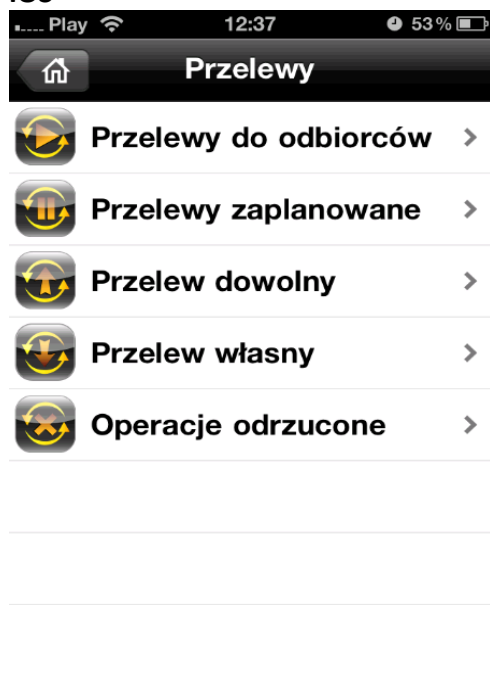 Play 12:37 53%
Przelewy
Przelewy do odbiorców
Przelewy zaplanowane
Przelew dowolny
Przelew własny
Operacje odrzucone